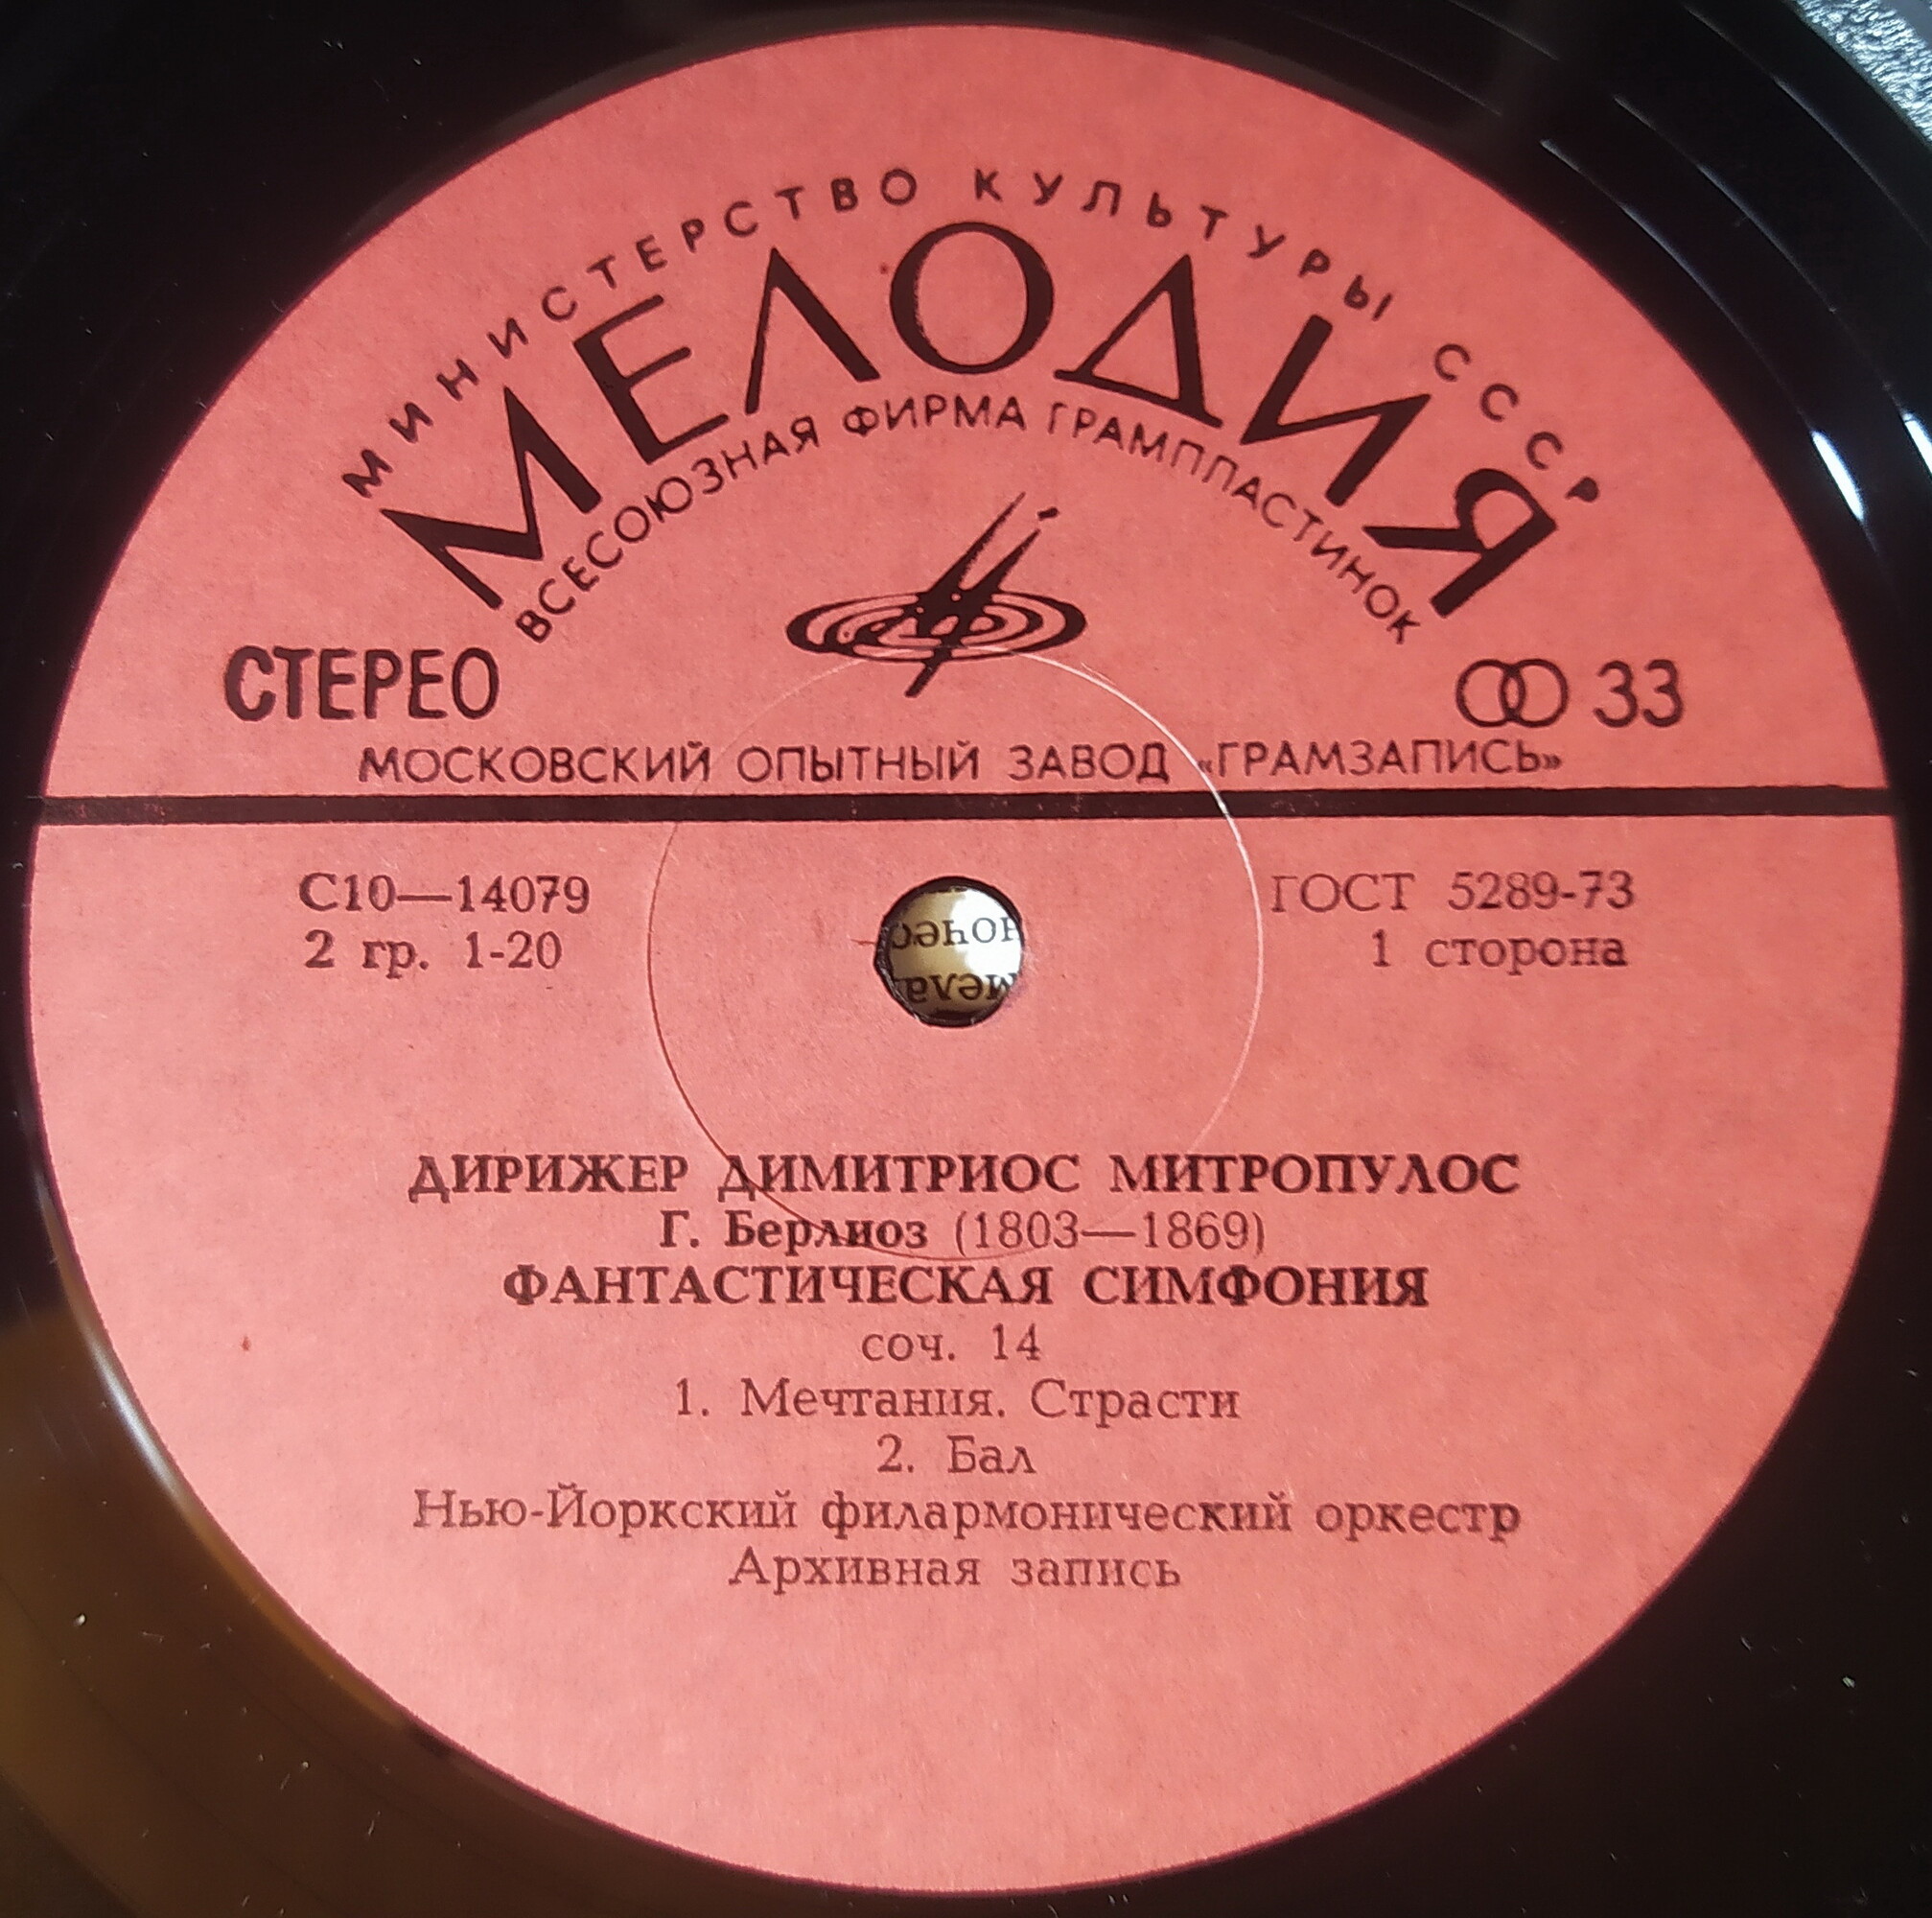 МИНИСТЕРСТВО КУЛЬТУРЫ СССР
МЕЛОДИЯ
ВСЕСОЮЗНАЯ ФИРМА ГРАМПЛАСТИНОК
СТЕРЕО
33
МОСКОВСКИЙ ОПЫТНЫЙ ЗАВОД «ГРАМЗАПИСЬ»
С10—14079
ГОСТ 5289-73
2 гр. 1-20
1 сторона
ДИРИЖЕР ДИМИТРИОС МИТРОПУЛОС
Г. Берлиоз (1803—1869)
ФАНТАСТИЧЕСКАЯ СИМФОНИЯ
соч. 14
1. Мечтания. Страсти
2. Бал
Нью-Йоркский филармонический оркестр
Архивная запись